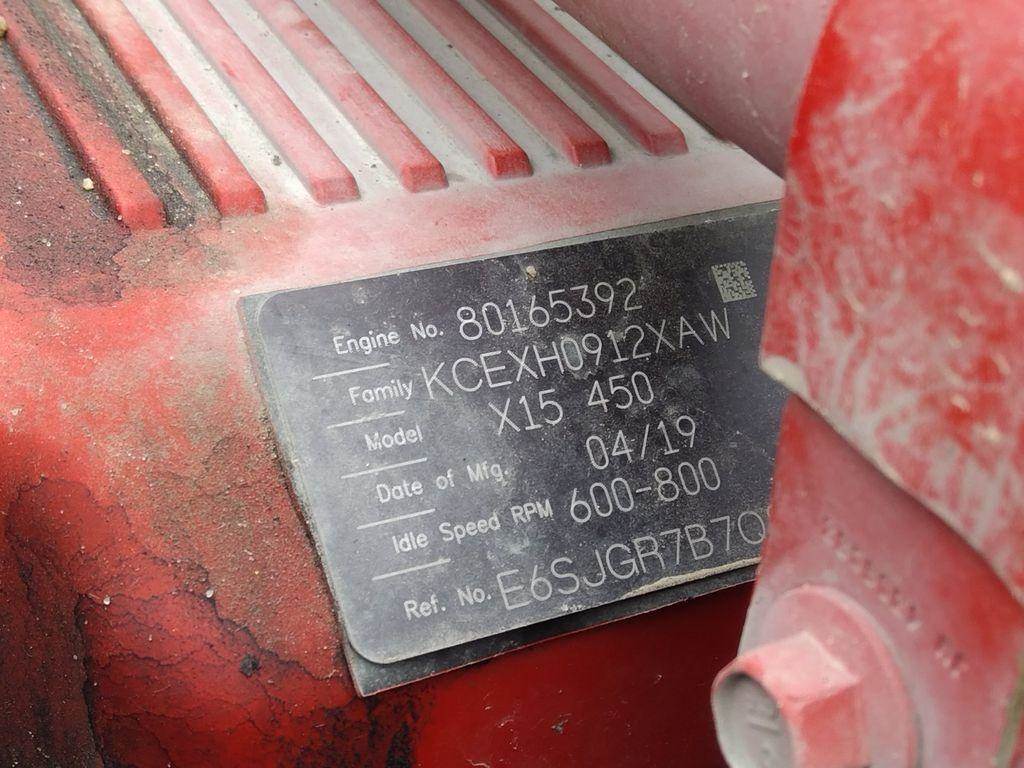 Engine No. 80165392
Family KCEXH0912XAW
Model X15 450
Date of Mfg. 04/19
Idle Speed RPM 600-800
Ref. No. E6SJGR7B7Q